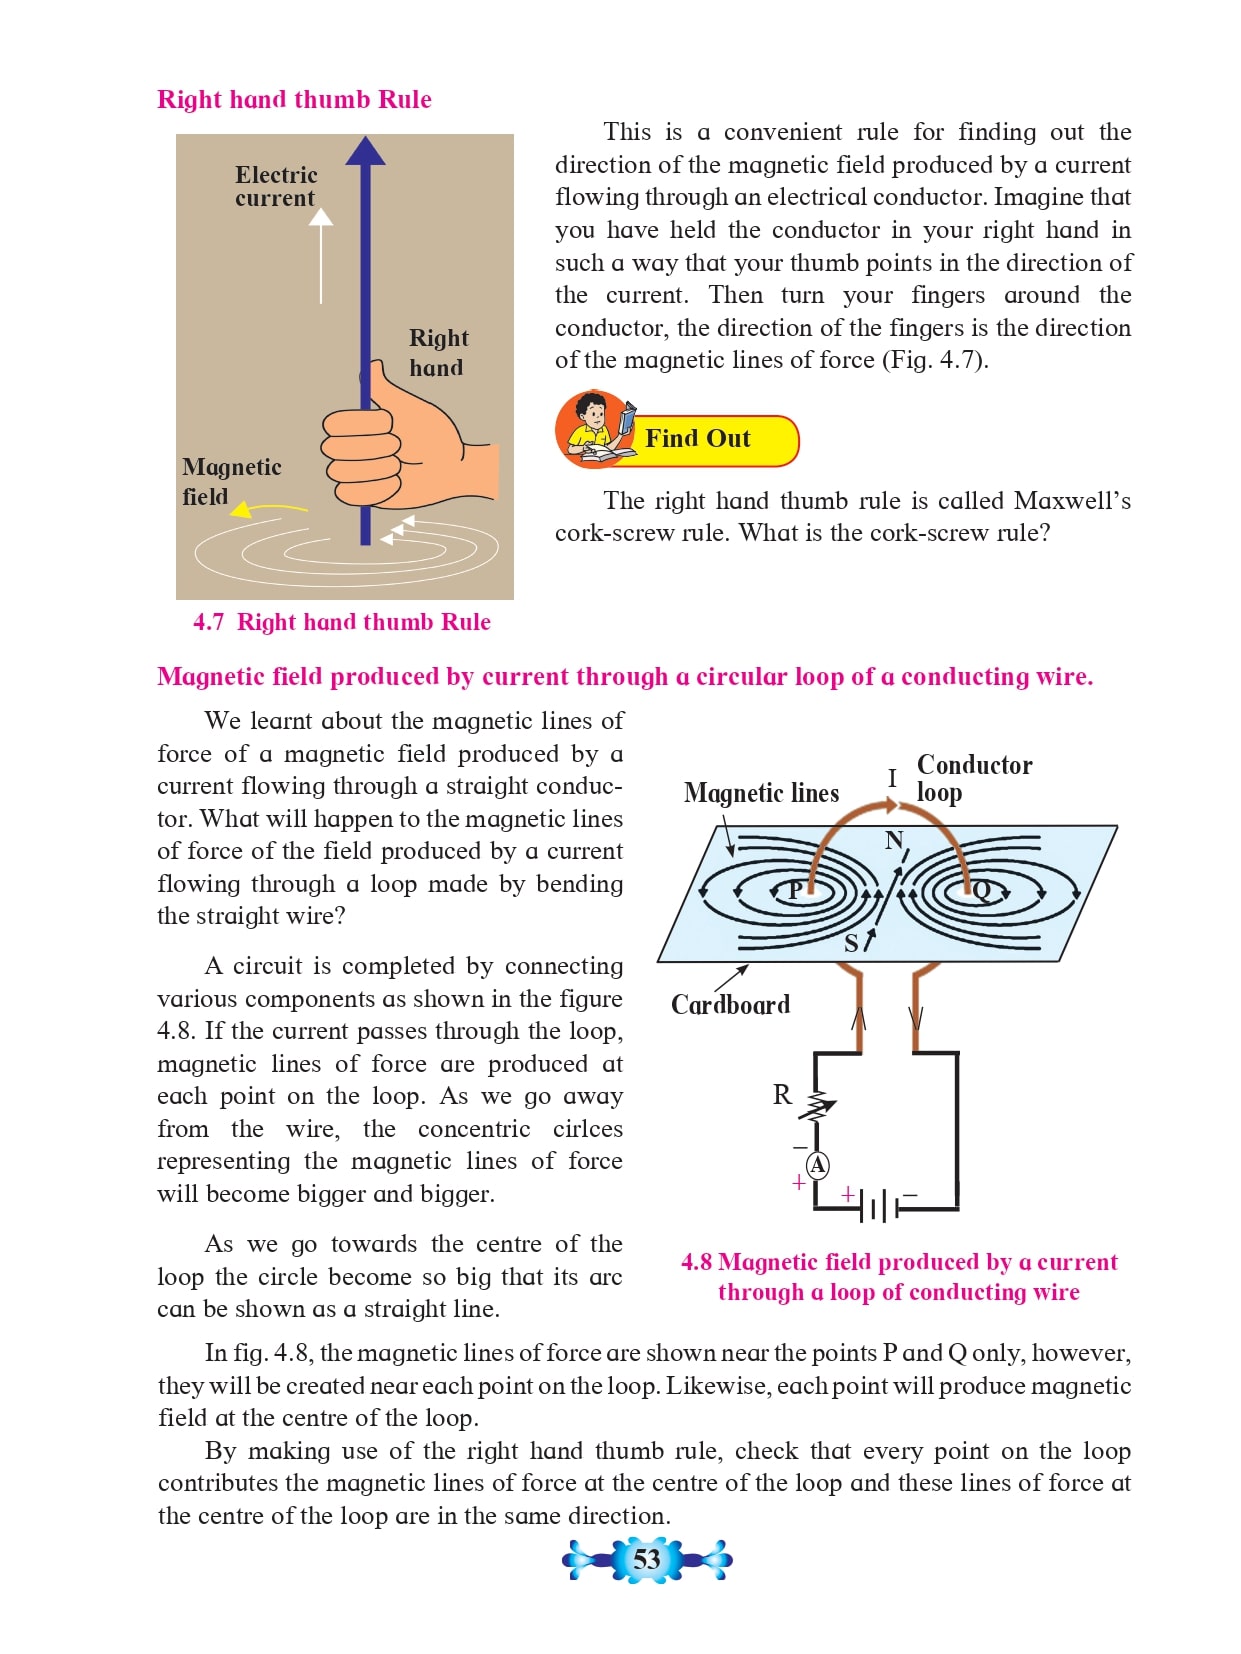 Right hand thumb Rule
Electric
current
Right
hand
Magnetic
field
4.7 Right hand thumb Rule
This is a convenient rule for finding out the
direction of the magnetic field produced by a current
flowing through an electrical conductor. Imagine that
you have held the conductor in your right hand in
such a way that your thumb points in the direction of
the current. Then turn your fingers around the
conductor, the direction of the fingers is the direction
of the magnetic lines of force (Fig. 4.7).
Find Out
The right hand thumb rule is called Maxwell’s
cork-screw rule. What is the cork-screw rule?
Magnetic field produced by current through a circular loop of a conducting wire.
We learnt about the magnetic lines of
force of a magnetic field produced by a
current flowing through a straight conduc-
tor. What will happen to the magnetic lines
of force of the field produced by a current
flowing through a loop made by bending
the straight wire?
A circuit is completed by connecting
various components as shown in the figure
4.8. If the current passes through the loop,
magnetic lines of force are produced at
each point on the loop. As we go away
from the wire, the concentric cirlces
representing the magnetic lines of force
will become bigger and bigger.
As we go towards the centre of the
loop the circle become so big that its arc
can be shown as a straight line.
Magnetic lines
I
Conductor
loop
N
P
Q
S
Cardboard
R
–
A
+
+
–
4.8 Magnetic field produced by a current
through a loop of conducting wire
In fig. 4.8, the magnetic lines of force are shown near the points P and Q only, however,
they will be created near each point on the loop. Likewise, each point will produce magnetic
field at the centre of the loop.
By making use of the right hand thumb rule, check that every point on the loop
contributes the magnetic lines of force at the centre of the loop and these lines of force at
the centre of the loop are in the same direction.
53